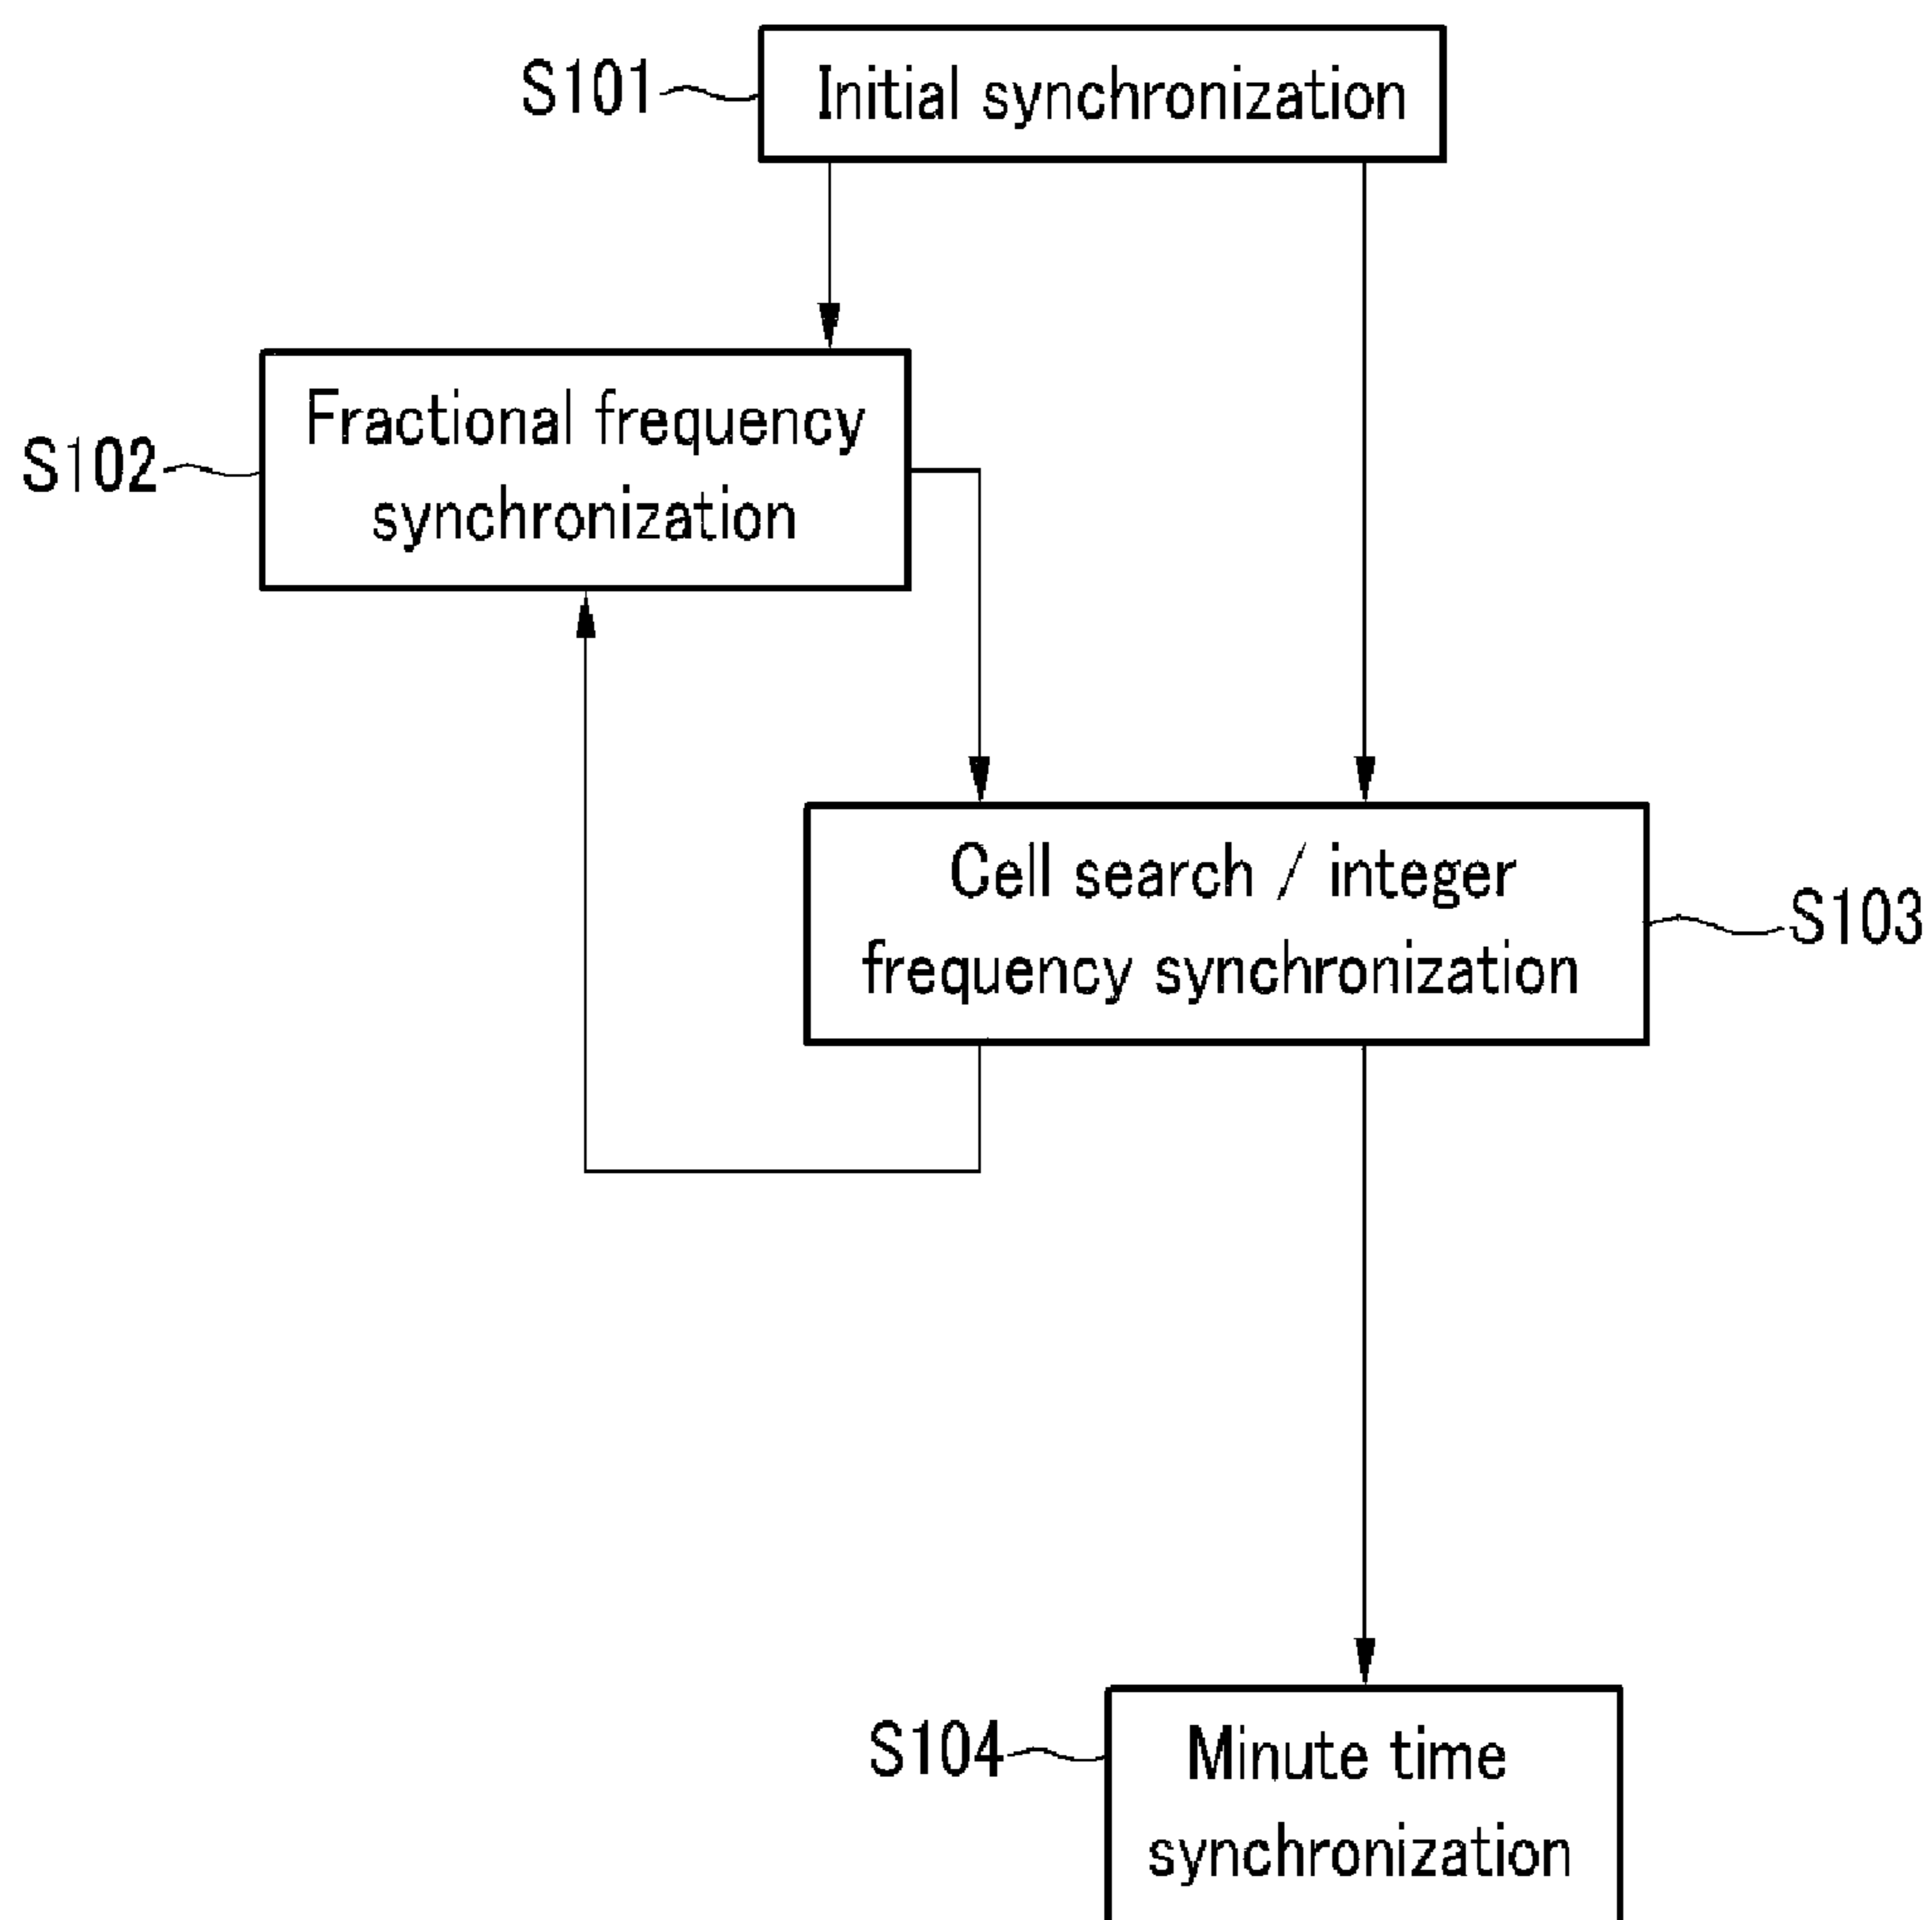 S101
Initial synchronization
S102
Fractional frequency
synchronization
Cell search / integer
frequency synchronization
S103
S104
Minute time
synchronization